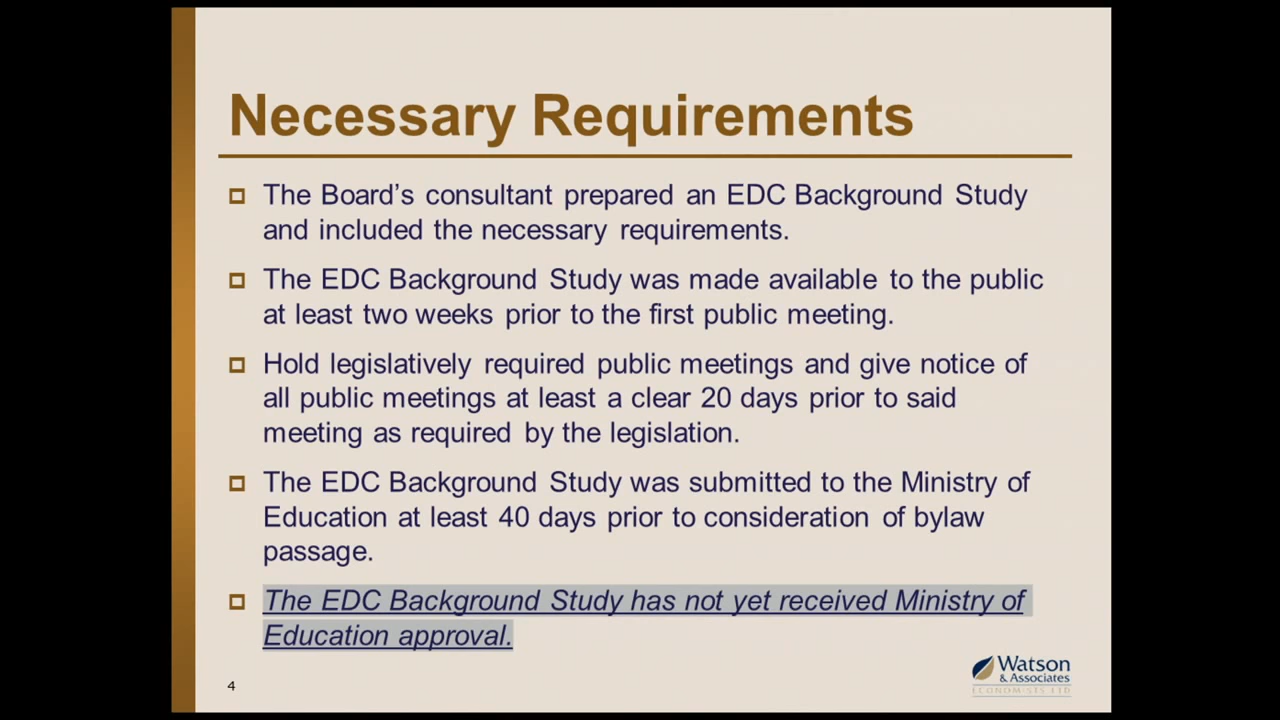 Necessary Requirements
The Board’s consultant prepared an EDC Background Study
and included the necessary requirements.
The EDC Background Study was made available to the public
at least two weeks prior to the first public meeting.
Hold legislatively required public meetings and give notice of
all public meetings at least a clear 20 days prior to said
meeting as required by the legislation.
The EDC Background Study was submitted to the Ministry of
Education at least 40 days prior to consideration of bylaw
passage.
The EDC Background Study has not yet received Ministry of
Education approval.
4
Watson
& Associates
ECONOMISTS LTD